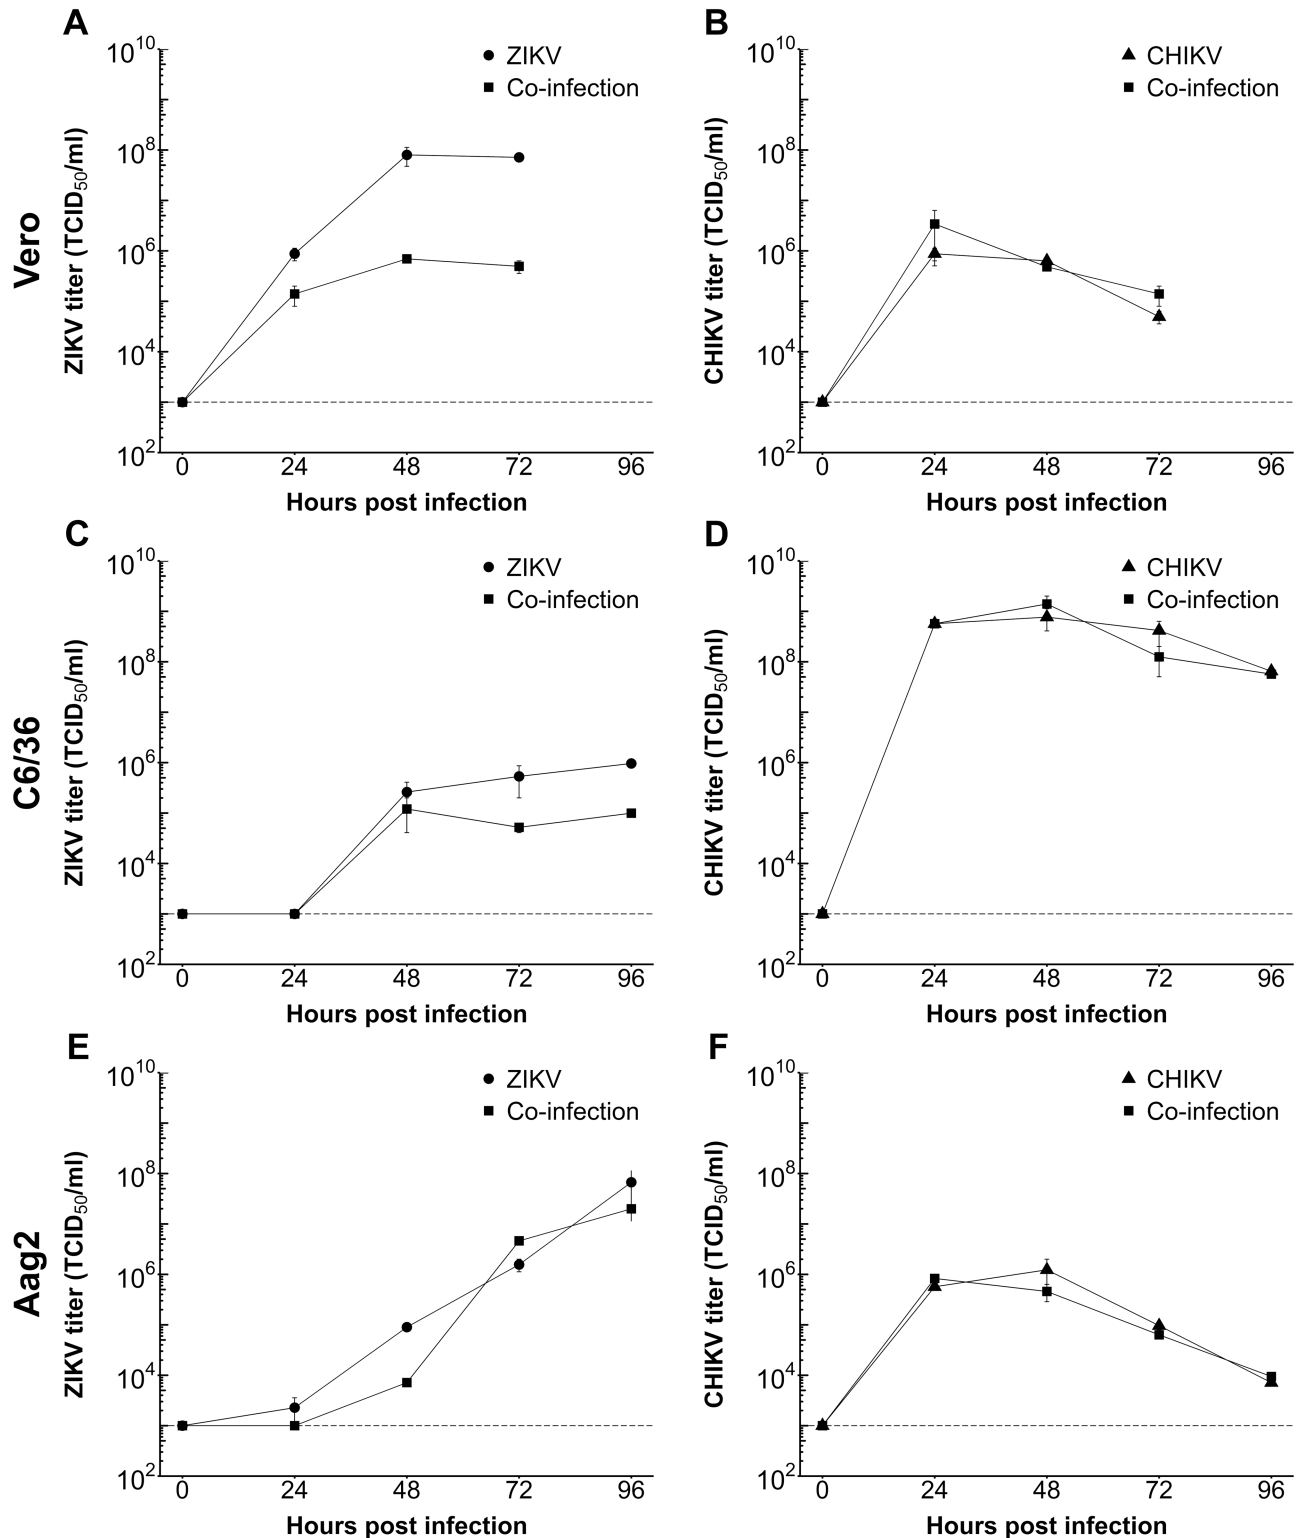 A
B
10^10
ZIKV
Co-infection
10^8
10^6
10^4
10^2
ZIKV titer (TCID50/ml)
Vero
0 24 48 72 96
Hours post infection
10^10
CHIKV
Co-infection
10^8
10^6
10^4
10^2
CHIKV titer (TCID50/ml)
0 24 48 72 96
Hours post infection
C
D
10^10
ZIKV
Co-infection
10^8
10^6
10^4
10^2
ZIKV titer (TCID50/ml)
C6/36
0 24 48 72 96
Hours post infection
10^10
CHIKV
Co-infection
10^8
10^6
10^4
10^2
CHIKV titer (TCID50/ml)
0 24 48 72 96
Hours post infection
E
F
10^10
ZIKV
Co-infection
10^8
10^6
10^4
10^2
ZIKV titer (TCID50/ml)
Aag2
0 24 48 72 96
Hours post infection
10^10
CHIKV
Co-infection
10^8
10^6
10^4
10^2
CHIKV titer (TCID50/ml)
0 24 48 72 96
Hours post infection